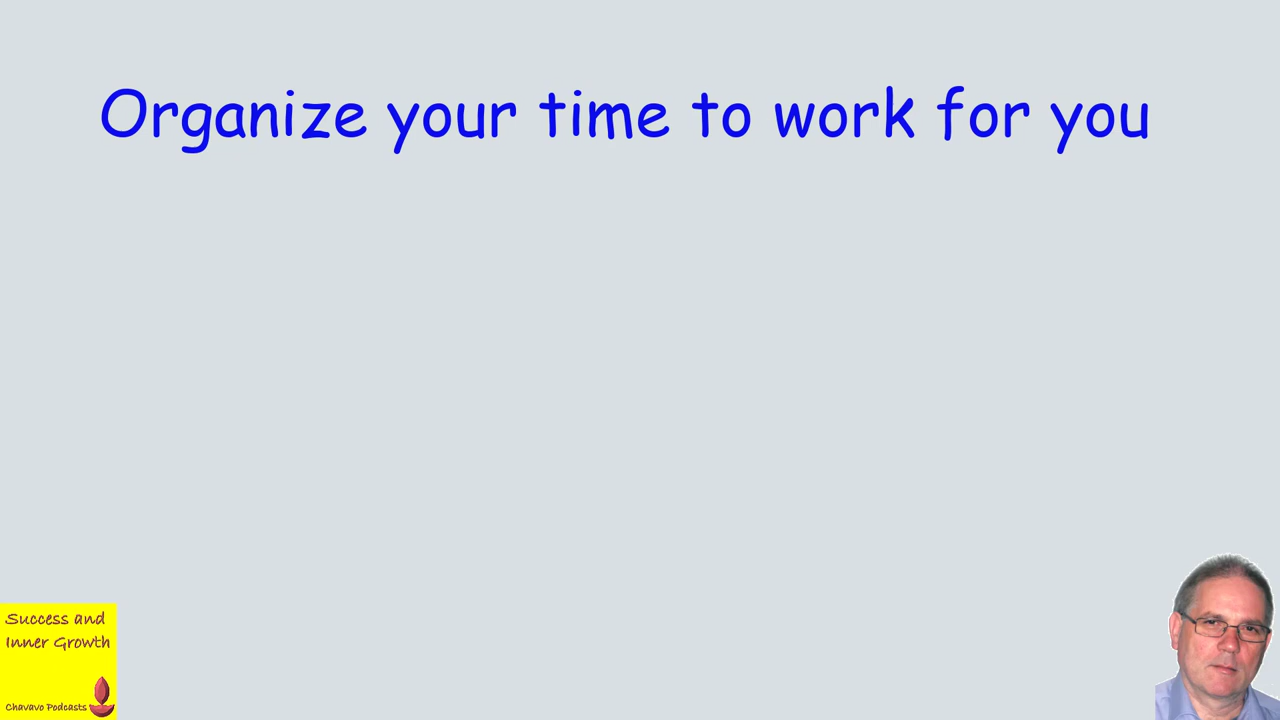 Organize your time to work for you
Success and
Inner Growth
Chavavo Podcasts